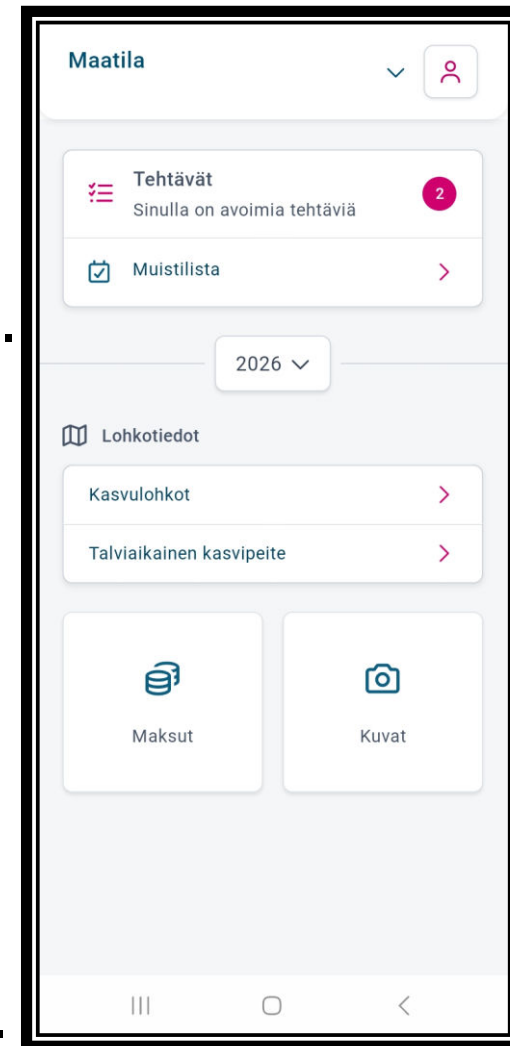 Maatila
Tehtävät
Sinulla on avoimia tehtäviä
2
Muistilista
2026
Lohkotiedot
Kasvulohkot
Talviaikainen kasvipeite
Maksut
Kuvat